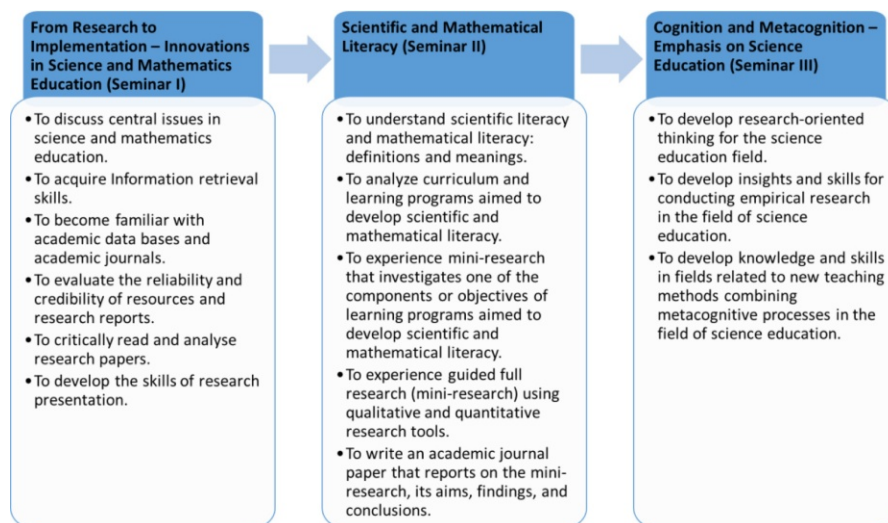 From Research to
Implementation – Innovations
in Science and Mathematics
Education (Seminar I)
•To discuss central issues in
science and mathematics
education.
•To acquire Information retrieval
skills.
•To become familiar with
academic data bases and
academic journals.
•To evaluate the reliability and
credibility of resources and
research reports.
•To critically read and analyse
research papers.
•To develop the skills of research
presentation.
Scientific and Mathematical
Literacy (Seminar II)
•To understand scientific literacy
and mathematical literacy:
definitions and meanings.
•To analyze curriculum and
learning programs aimed to
develop scientific and
mathematical literacy.
•To experience mini-research
that investigates one of the
components or objectives of
learning programs aimed to
develop scientific and
mathematical literacy.
•To experience guided full
research (mini-research) using
qualitative and quantitative
research tools.
•To write an academic journal
paper that reports on the mini-
research, its aims, findings, and
conclusions.
Cognition and Metacognition –
Emphasis on Science
Education (Seminar III)
•To develop research-oriented
thinking for the science
education field.
•To develop insights and skills for
conducting empirical research
in the field of science
education.
•To develop knowledge and skills
in fields related to new teaching
methods combining
metacognitive processes in the
field of science education.